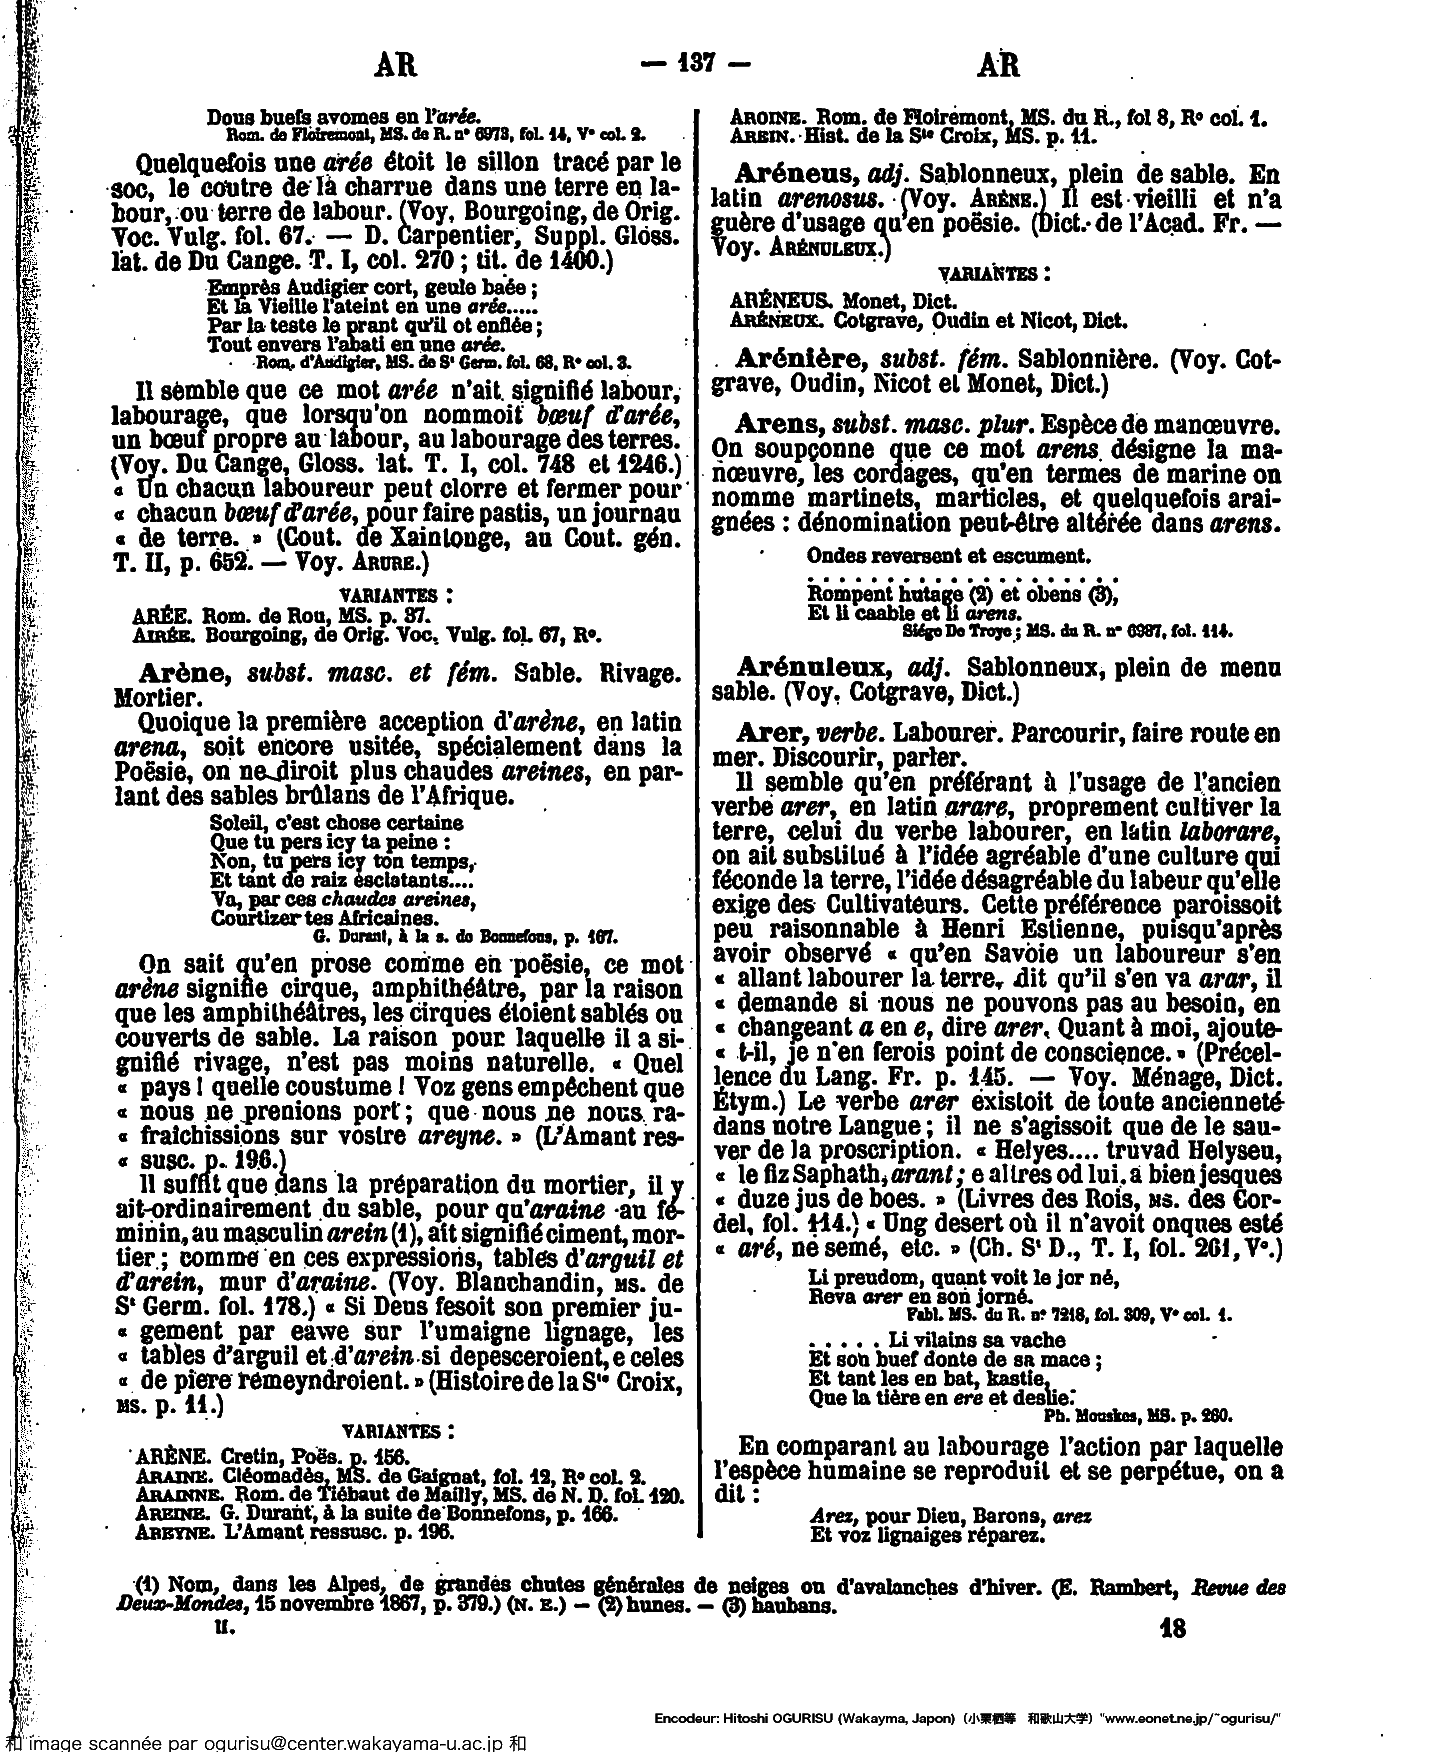 AR — 137 — AR
Dous buefs avomes en l'arée.
Rom. de Floiremont, MS. de R. n° 6973, fol. 14, V° col. 2.
Quelquefois une arée étoit le sillon tracé par le
soc, le coutre de la charrue dans une terre en la-
bour, ou terre de labour. (Voy. Bourgoing, de Orig.
Voc. Vulg. fol. 67. — D. Carpentier, Suppl. Gloss.
lat. de Du Cange. T. I, col. 270 ; tit. de 1400.)
Emprès Audigier cort, geule baée ;
Et la Vieille l'ateint en une arée.....
Par la teste le prant qu'il ot enflée ;
Tout envers l'abati en une arée.
Rom. d'Audigier, MS. de St Germ. fol. 68, R° col. 3.
Il semble que ce mot arée n'ait signifié labour,
labourage, que lorsqu'on nommoit bœuf d'arée,
un bœuf propre au labour, au labourage des terres.
(Voy. Du Cange, Gloss. lat. T. I, col. 748 et 1246.)
« Un chacun laboureur peut clorre et fermer pour
« chacun bœuf d'arée, pour faire pastis, un journau
« de terre. » (Cout. de Xaintonge, au Cout. gén.
T. II, p. 652. — Voy. ARURE.)
VARIANTES :
ARÉE. Rom. de Rou, MS. p. 37.
AIRÉE. Bourgoing, de Orig. Voc. Vulg. fol. 67, R°.
Arène, subst. masc. et fém. Sable. Rivage.
Mortier.
Quoique la première acception d'arène, en latin
arena, soit encore usitée, spécialement dans la
Poësie, on ne diroit plus chaudes areines, en par-
lant des sables brûlans de l'Afrique.
Soleil, c'est chose certaine
Que tu pers icy ta peine :
Non, tu pers icy ton temps,
Et tant de raiz esclatants....
Va, par ces chaudes areines,
Courtizer tes Africaines.
G. Durant, à la s. de Bonnefons, p. 167.
On sait qu'en prose comme en poësie, ce mot
arène signifie cirque, amphithéâtre, par la raison
que les amphithéâtres, les cirques étoient sablés ou
couverts de sable. La raison pour laquelle il a si-
gnifié rivage, n'est pas moins naturelle. « Quel
« pays ! quelle coustume ! Voz gens empêchent que
« nous ne prenions port ; que nous ne nous ra-
« fraichissions sur vostre areyne. » (L'Amant res-
« susc. p. 196.)
Il suffit que dans la préparation du mortier, il y
ait ordinairement du sable, pour qu'araine au fé-
minin, au masculin arein (1), ait signifié ciment, mor-
tier ; comme en ces expressions, tables d'arguil et
d'arein, mur d'araine. (Voy. Blanchandin, MS. de
St Germ. fol. 178.) « Si Deus fesoit son premier ju-
« gement par eawe sur l'umaigne lignage, les
« tables d'arguil et d'arein si depesceroient, e celes
« de piere remeyndroient. » (Histoire de la Ste Croix,
MS. p. 11.)
VARIANTES :
ARÈNE. Cretin, Poës. p. 156.
ARAINE. Cléomadès, MS. de Gaignat, fol. 12, R° col. 2.
ARAINNE. Rom. de Tiébaut de Mailly, MS. de N. D. fol. 120.
AREINE. G. Durant, à la suite de Bonnefons, p. 166.
AREYNE. L'Amant ressusc. p. 196.
AROINE. Rom. de Floiremont, MS. du R., fol 8, R° col. 1.
AREIN. Hist. de la Ste Croix, MS. p. 11.
Aréneus, adj. Sablonneux, plein de sable. En
latin arenosus. (Voy. ARÈNE.) Il est vieilli et n'a
guère d'usage qu'en poësie. (Dict. de l'Acad. Fr. —
Voy. ARÉNULEUX.)
VARIANTES :
ARÉNEUS. Monet, Dict.
ARÉNEUX. Cotgrave, Oudin et Nicot, Dict.
Arénière, subst. fém. Sablonnière. (Voy. Cot-
grave, Oudin, Nicot et Monet, Dict.)
Arens, subst. masc. plur. Espèce de manœuvre.
On soupçonne que ce mot arens désigne la ma-
nœuvre, les cordages, qu'en termes de marine on
nomme martinets, marticles, et quelquefois arai-
gnées : dénomination peut-être altérée dans arens.
Ondes reversent et escument.
. . . . . . . . . . . . . . . . . . . .
Rompent hutage (2) et obens (3),
Et li caable et li arens.
Siége De Troye ; MS. du R. n° 6987, fol. 114.
Arénuleux, adj. Sablonneux, plein de menu
sable. (Voy. Cotgrave, Dict.)
Arer, verbe. Labourer. Parcourir, faire route en
mer. Discourir, parler.
Il semble qu'en préférant à l'usage de l'ancien
verbe arer, en latin arare, proprement cultiver la
terre, celui du verbe labourer, en latin laborare,
on ait substitué à l'idée agréable d'une culture qui
féconde la terre, l'idée désagréable du labeur qu'elle
exige des Cultivateurs. Cette préférence paroissoit
peu raisonnable à Henri Estienne, puisqu'après
avoir observé « qu'en Savoie un laboureur s'en
« allant labourer la terre, dit qu'il s'en va arar, il
« demande si nous ne pouvons pas au besoin, en
« changeant a en e, dire arer. Quant à moi, ajoute-
« t-il, je n'en ferois point de conscience. » (Précel-
lence du Lang. Fr. p. 145. — Voy. Ménage, Dict.
Étym.) Le verbe arer existoit de toute ancienneté
dans notre Langue ; il ne s'agissoit que de le sau-
ver de la proscription. « Helyes.... truvad Helyseu,
« le fiz Saphath, arant ; e altres od lui, a bien jesques
« duze jus de boes. » (Livres des Rois, MS. des Cor-
del, fol. 114.) « Ung desert où il n'avoit onques esté
« aré, né semé, etc. » (Ch. St D., T. I, fol. 261, V°.)
Li preudom, quant voit le jor né,
Reva arer en son jorné.
Fabl. MS. du R. n° 7218, fol. 309, V° col. 1.
. . . . . Li vilains sa vache
Et son buef donte de sa mace ;
Et tant les en bat, kastie,
Que la tière en ere et deslie.
Ph. Mouskes, MS. p. 260.
En comparant au labourage l'action par laquelle
l'espèce humaine se reproduit et se perpétue, on a
dit :
Arez, pour Dieu, Barons, arez
Et voz lignaiges réparez.
(1) Nom, dans les Alpes, de grandes chutes générales de neiges ou d'avalanches d'hiver. (E. Rambert, Revue des
Deux-Mondes, 15 novembre 1867, p. 379.) (N. E.) — (2) hunes. — (3) haubans.
II. 18
Encodeur: Hitoshi OGURISU (Wakayma, Japon) (小栗栖等 和歌山大学) "www.eonet.ne.jp/~ogurisu/"
和 image scannée par ogurisu@center.wakayama-u.ac.jp 和